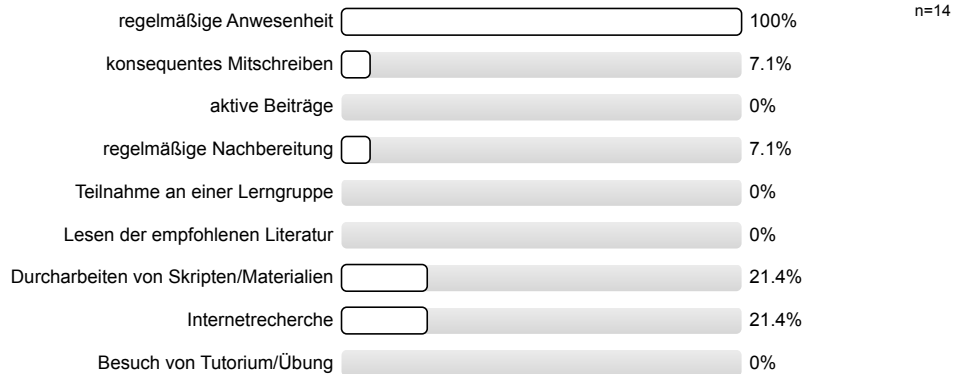 regelmäßige Anwesenheit 100% n=14
konsequentes Mitschreiben 7.1%
aktive Beiträge 0%
regelmäßige Nachbereitung 7.1%
Teilnahme an einer Lerngruppe 0%
Lesen der empfohlenen Literatur 0%
Durcharbeiten von Skripten/Materialien 21.4%
Internetrecherche 21.4%
Besuch von Tutorium/Übung 0%